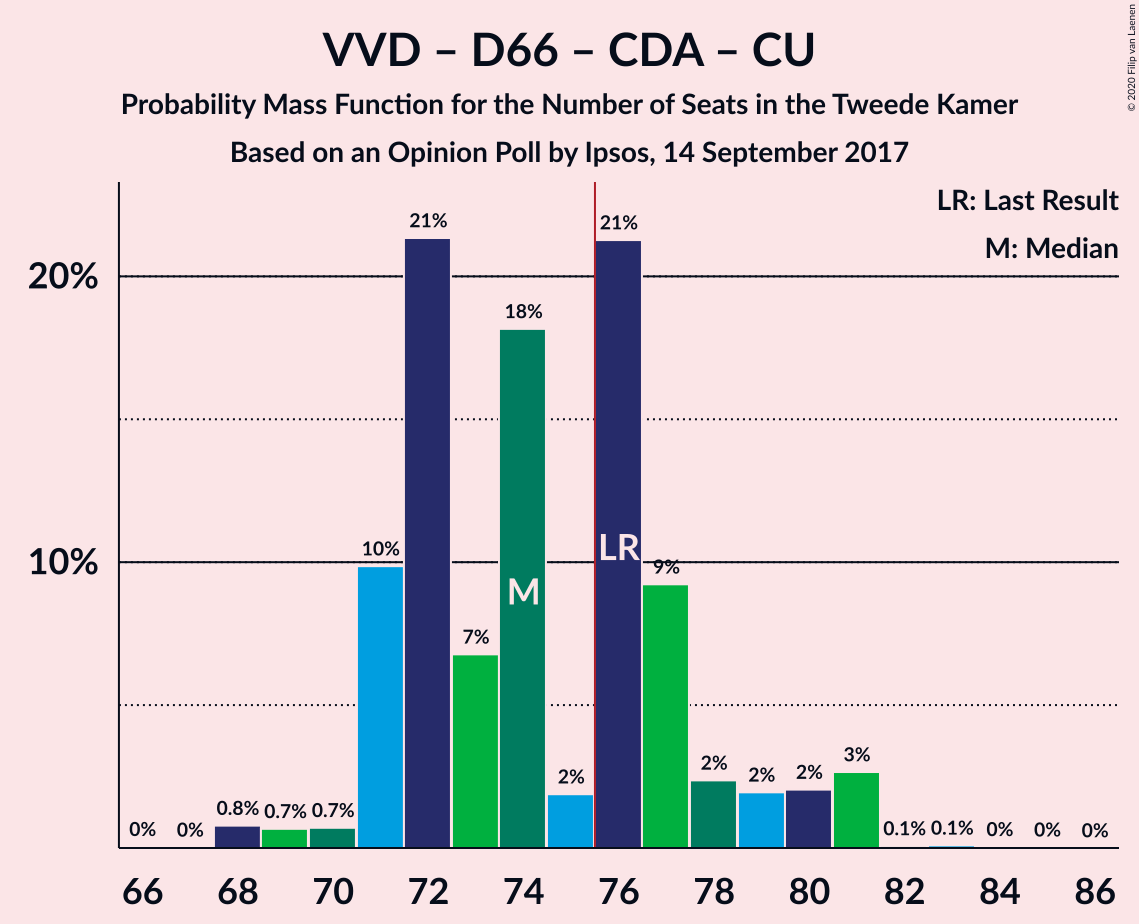 VVD – D66 – CDA – CU
Probability Mass Function for the Number of Seats in the Tweede Kamer
Based on an Opinion Poll by Ipsos, 14 September 2017
© 2020 Filip van Laenen
LR: Last Result
M: Median
20%
10%
0%
0%
0.8%
0.7%
0.7%
10%
21%
7%
18%
2%
21%
9%
2%
2%
2%
3%
0.1%
0.1%
0%
0%
0%
M
LR
66 68 70 72 74 76 78 80 82 84 86